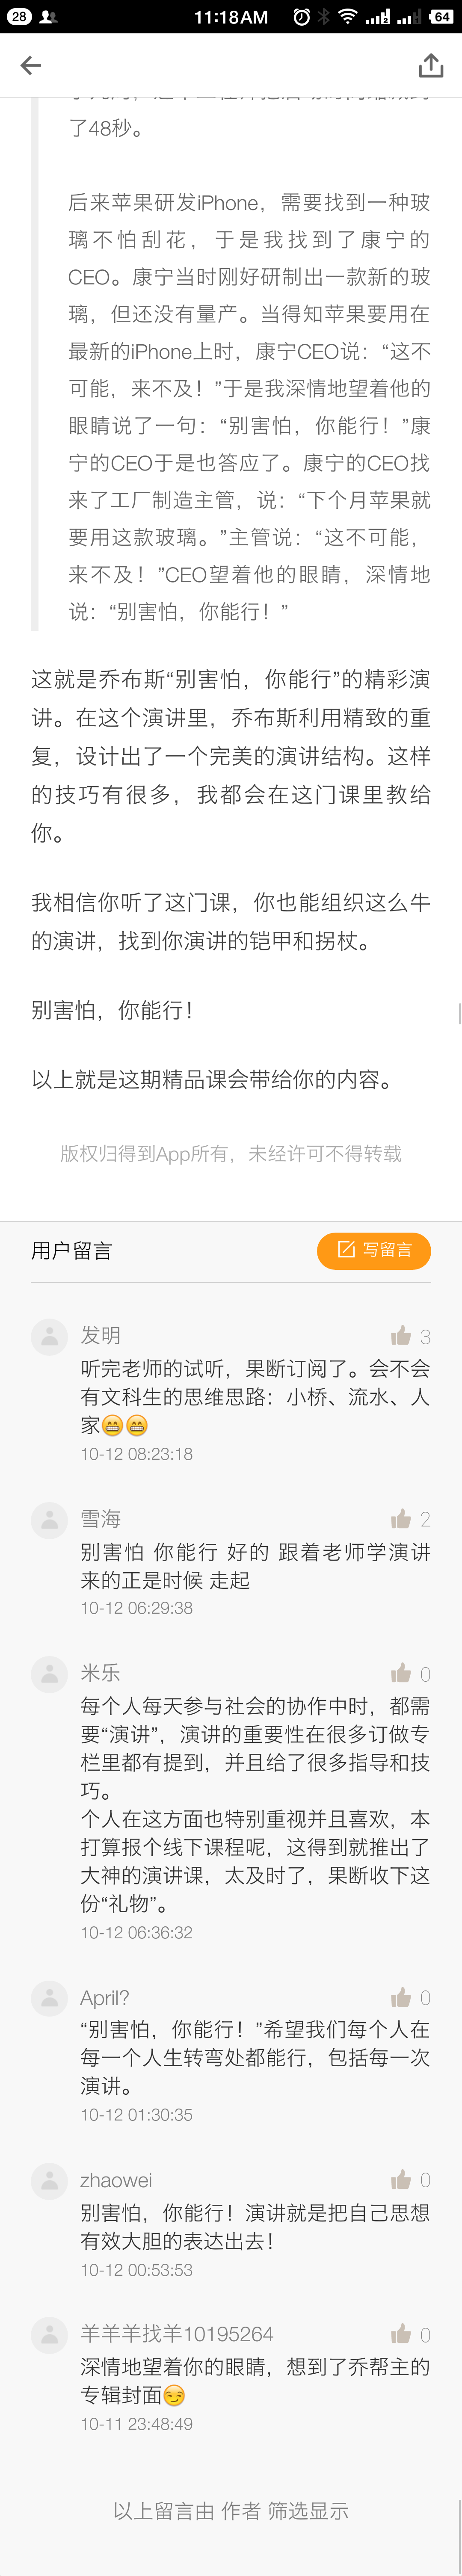 28
11:18AM
64
了48秒。
后来苹果研发iPhone，需要找到一种玻
璃不怕刮花，于是我找到了康宁的
CEO。康宁当时刚好研制出一款新的玻
璃，但还没有量产。当得知苹果要用在
最新的iPhone上时，康宁CEO说：“这不
可能，来不及！”于是我深情地望着他的
眼睛说了一句：“别害怕，你能行！”康
宁的CEO于是也答应了。康宁的CEO找
来了工厂制造主管，说：“下个月苹果就
要用这款玻璃。”主管说：“这不可能，
来不及！”CEO望着他的眼睛，深情地
说：“别害怕，你能行！”
这就是乔布斯“别害怕，你能行”的精彩演
讲。在这个演讲里，乔布斯利用精致的重
复，设计出了一个完美的演讲结构。这样
的技巧有很多，我都会在这门课里教给
你。
我相信你听了这门课，你也能组织这么牛
的演讲，找到你演讲的铠甲和拐杖。
别害怕，你能行！
以上就是这期精品课会带给你的内容。
版权归得到App所有，未经许可不得转载
用户留言
写留言
发明
3
听完老师的试听，果断订阅了。会不会
有文科生的思维思路：小桥、流水、人
家😁😁
10-12 08:23:18
雪海
2
别害怕 你能行 好的 跟着老师学演讲
来的正是时候 走起
10-12 06:29:38
米乐
0
每个人每天参与社会的协作中时，都需
要“演讲”，演讲的重要性在很多订做专
栏里都有提到，并且给了很多指导和技
巧。
个人在这方面也特别重视并且喜欢，本
打算报个线下课程呢，这得到就推出了
大神的演讲课，太及时了，果断收下这
份“礼物”。
10-12 06:36:32
April?
0
“别害怕，你能行！”希望我们每个人在
每一个人生转弯处都能行，包括每一次
演讲。
10-12 01:30:35
zhaowei
0
别害怕，你能行！演讲就是把自己思想
有效大胆的表达出去！
10-12 00:53:53
羊羊羊找羊10195264
0
深情地望着你的眼睛，想到了乔帮主的
专辑封面😏
10-11 23:48:49
以上留言由 作者 筛选显示